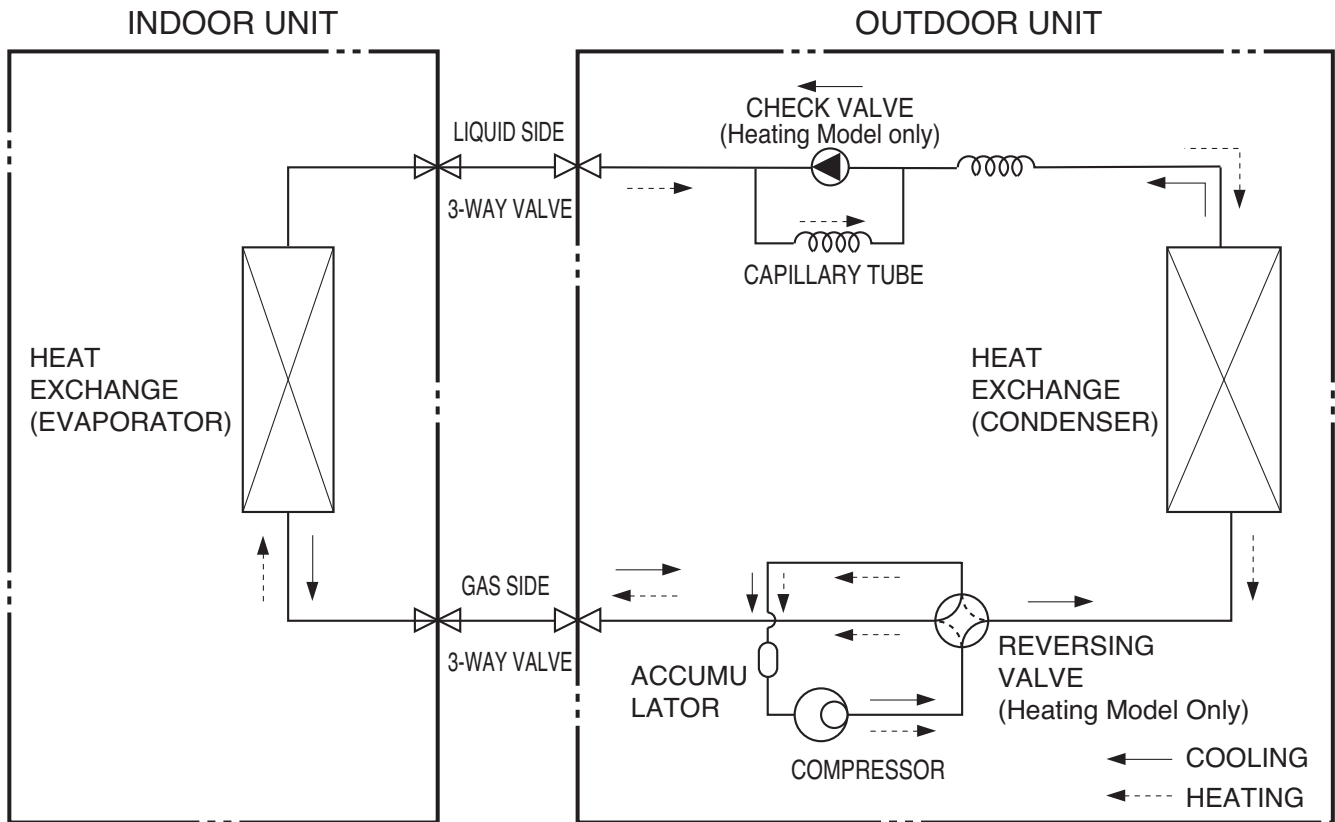 INDOOR UNIT
OUTDOOR UNIT
LIQUID SIDE
3-WAY VALVE
CHECK VALVE
(Heating Model only)
CAPILLARY TUBE
HEAT
EXCHANGE
(EVAPORATOR)
HEAT
EXCHANGE
(CONDENSER)
GAS SIDE
3-WAY VALVE
ACCUMU
LATOR
COMPRESSOR
REVERSING
VALVE
(Heating Model Only)
COOLING
HEATING